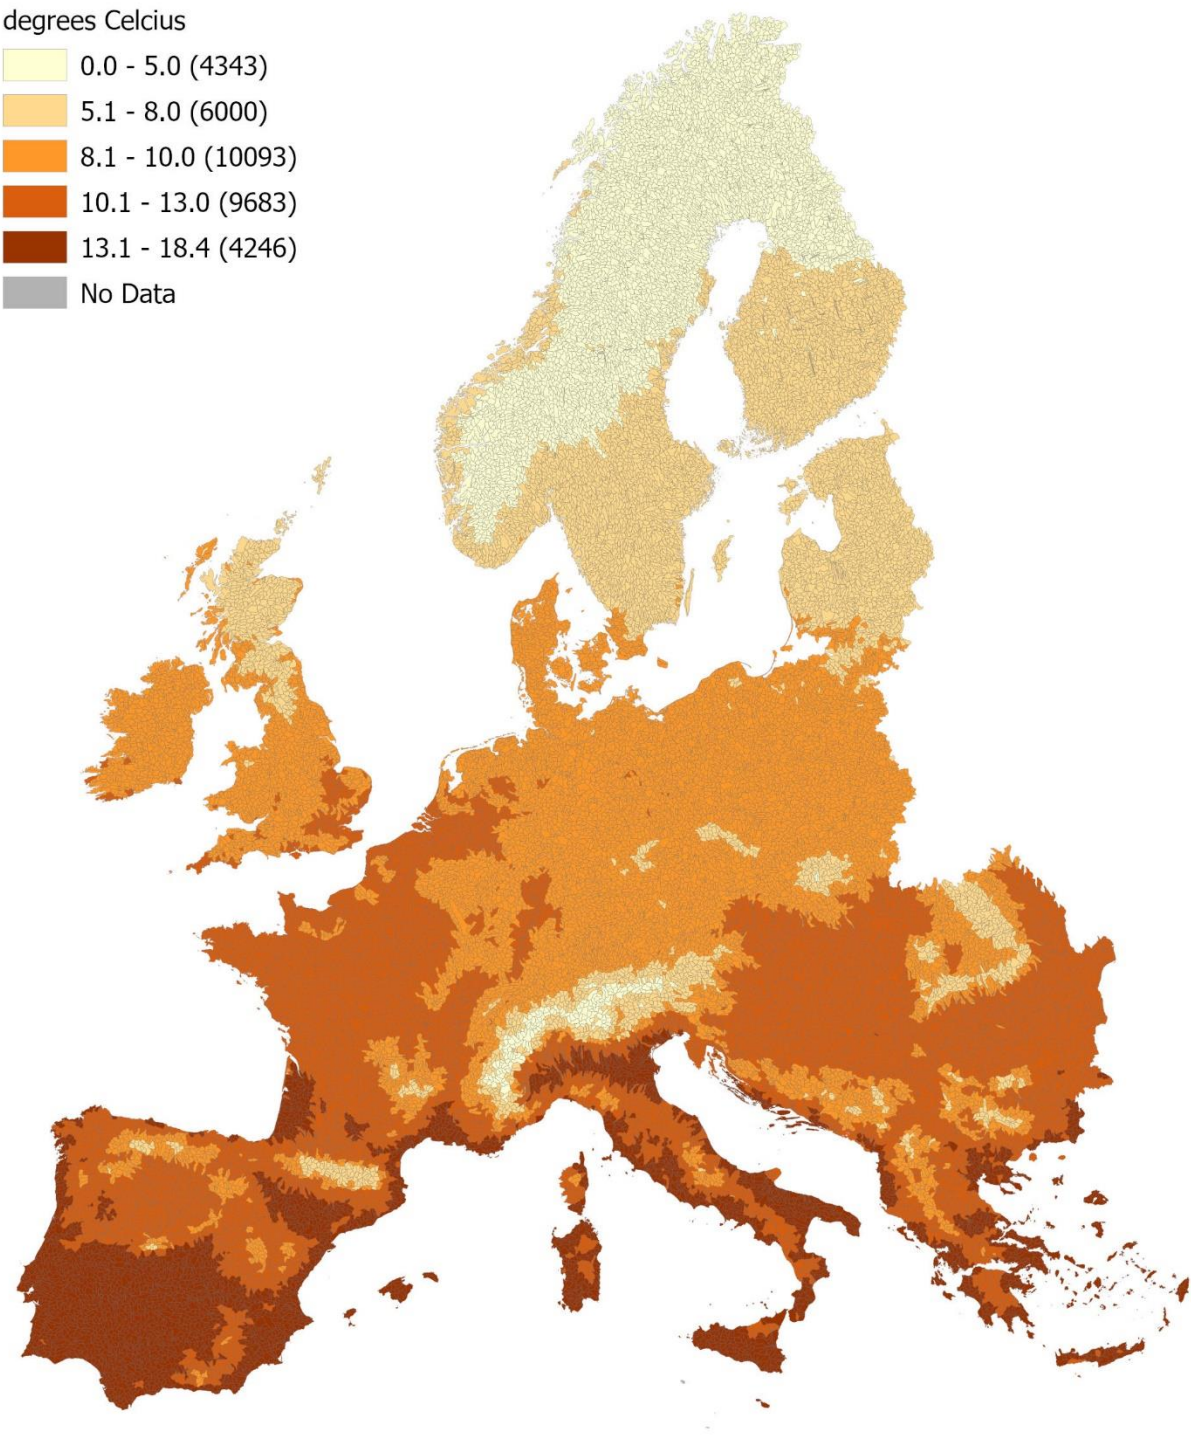 degrees Celcius
0.0 - 5.0 (4343)
5.1 - 8.0 (6000)
8.1 - 10.0 (10093)
10.1 - 13.0 (9683)
13.1 - 18.4 (4246)
No Data